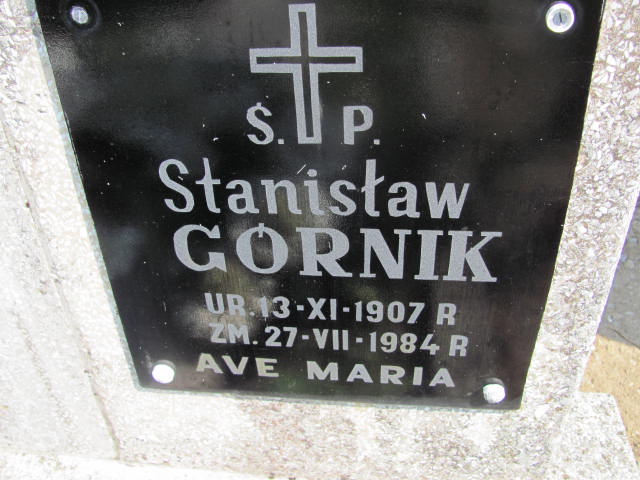 Ś. P.
Stanisław
GÓRNIK
UR. 13-XI-1907 R
ZM. 27-VII-1984 R
AVE MARIA